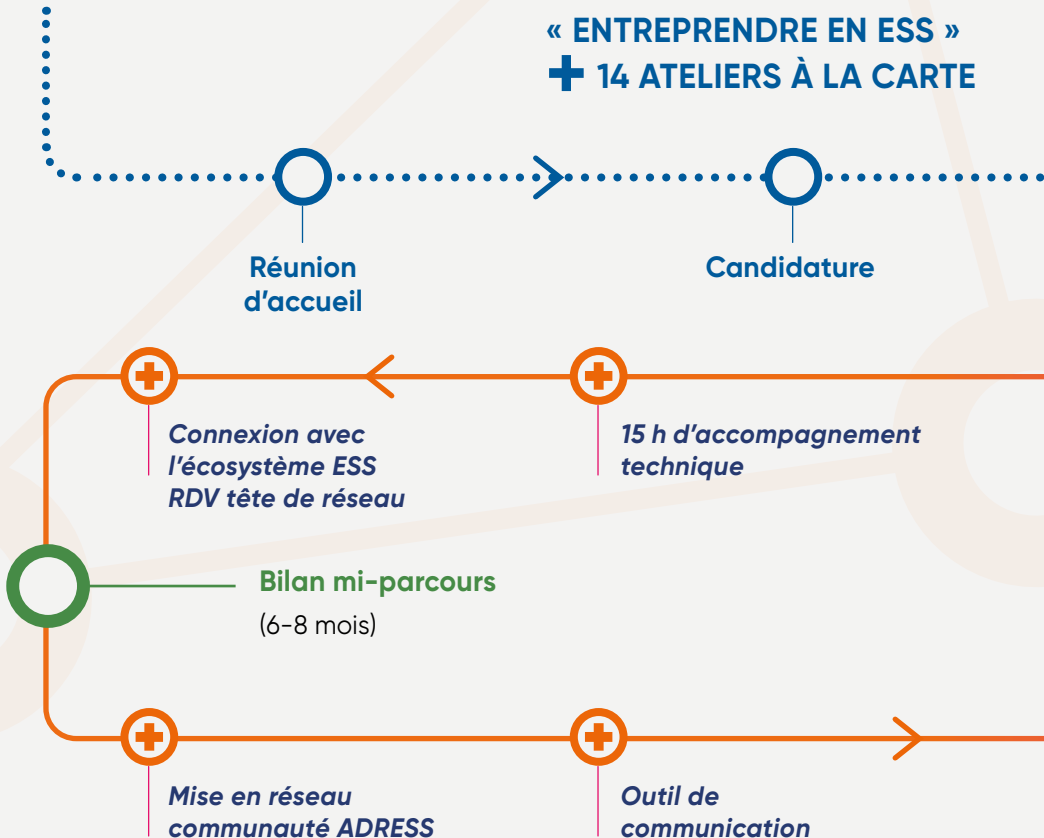 « ENTREPRENDRE EN ESS »
+ 14 ATELIERS À LA CARTE
Réunion
d'accueil
Candidature
Connexion avec
l'écosystème ESS
RDV tête de réseau
15 h d'accompagnement
technique
Bilan mi-parcours
(6-8 mois)
Mise en réseau
communauté ADRESS
Outil de
communication